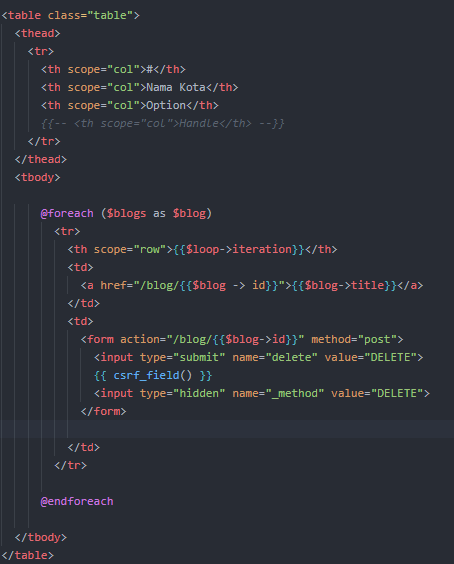 <table class="table">
<thead>
<tr>
<th scope="col">#</th>
<th scope="col">Nama Kota</th>
<th scope="col">Option</th>
{{-- <th scope="col">Handle</th> --}}
</tr>
</thead>
<tbody>
@foreach ($blogs as $blog)
<tr>
<th scope="row">{{$loop->iteration}}</th>
<td>
<a href="/blog/{{$blog -> id}}">{{$blog->title}}</a>
</td>
<td>
<form action="/blog/{{$blog->id}}" method="post">
<input type="submit" name="delete" value="DELETE">
{{ csrf_field() }}
<input type="hidden" name="_method" value="DELETE">
</form>
</td>
</tr>
@endforeach
</tbody>
</table>